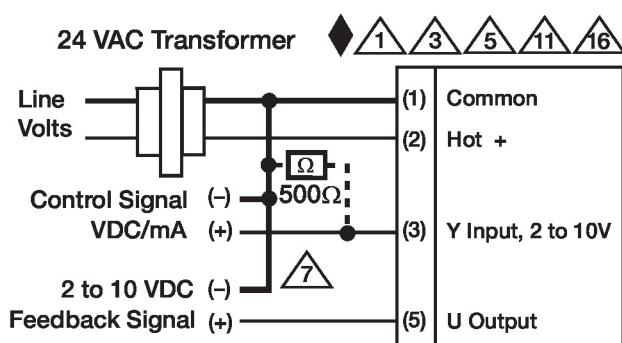 24 VAC Transformer
1 3 5 11 16
Line
Volts
(1) Common
(2) Hot +
Ω
500Ω
Control Signal (–)
VDC/mA (+)
(3) Y Input, 2 to 10V
7
2 to 10 VDC (–)
Feedback Signal (+)
(5) U Output